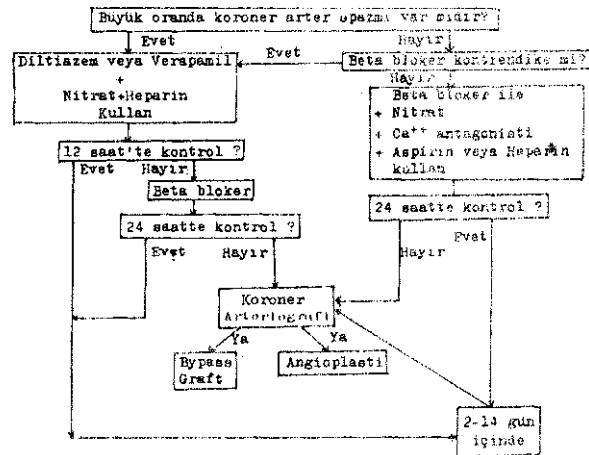 Büyük oranda koroner arter spazmi var mıdır?
Evet
Hayır
Diltiazem veya Verapamil
+
Nitrat+Heparin
Kullan
Evet
Beta bloker kontrendike mi?
Hayır
Beta bloker ile
+ Nitrat
+ Ca++ antagonisti
+ Aspirin veya Heparin
kullan
12 saat'te kontrol ?
Evet
Hayır
Beta bloker
24 saatte kontrol ?
24 saatte kontrol ?
Evet
Hayır
Hayır
Evet
Koroner
Arteriografi
Ya
Ya
Bypass
Graft
Angioplasti
2-14 gün
içinde